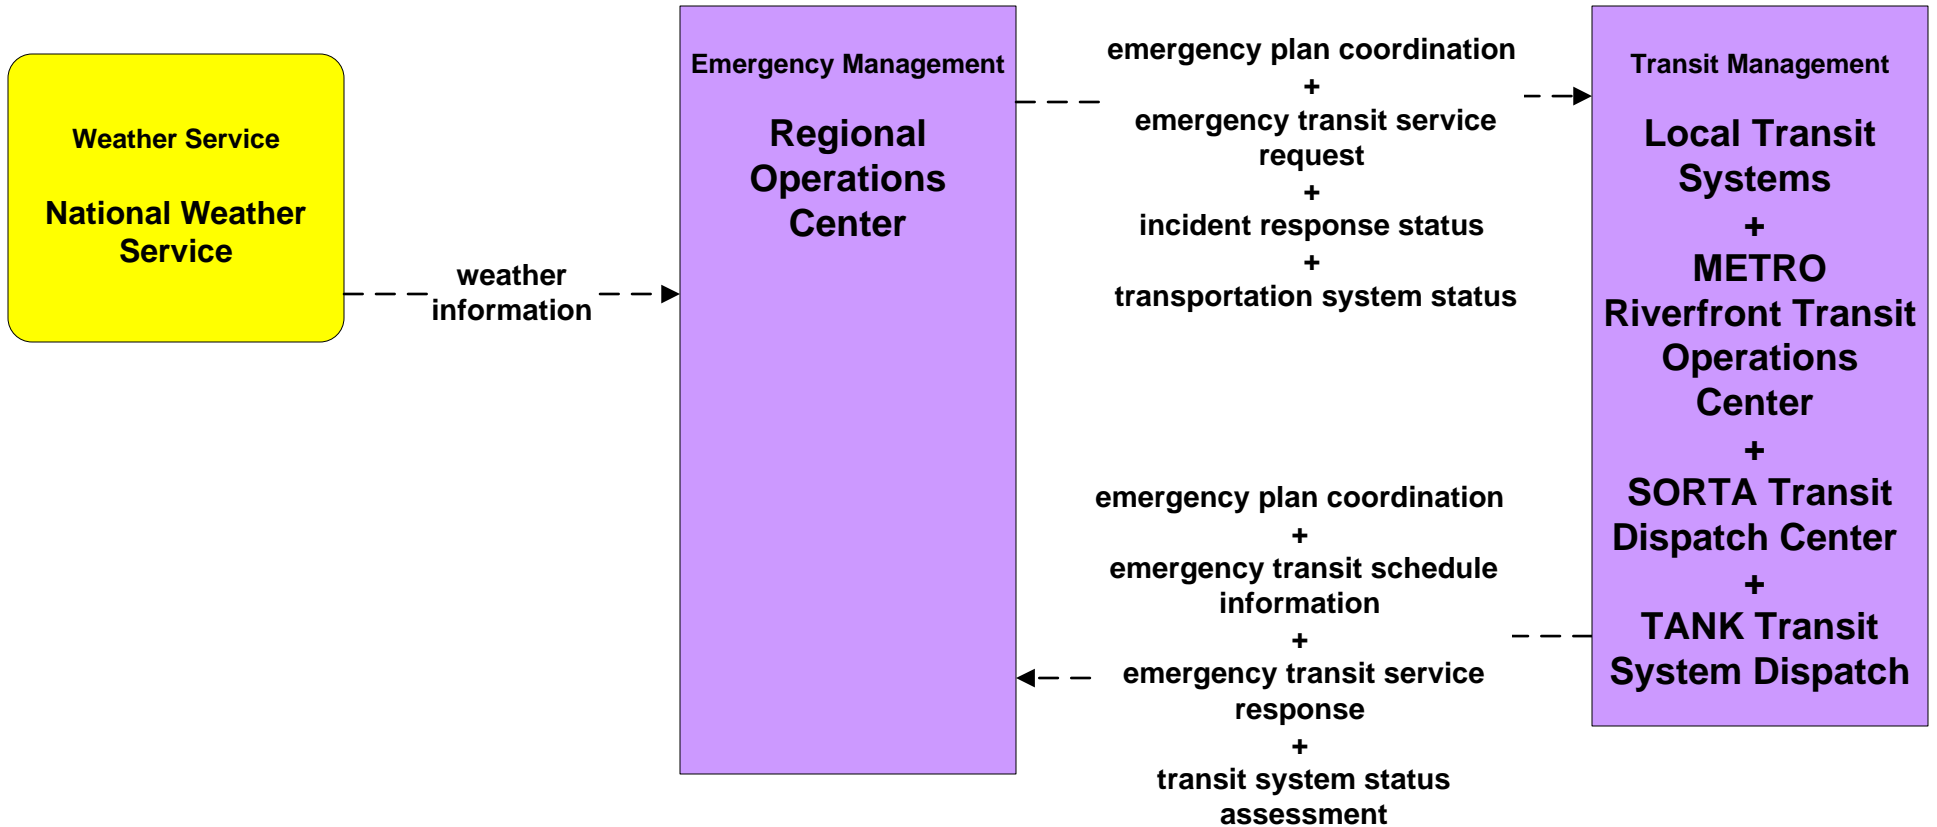 Weather Service
National Weather
Service
weather
information
Emergency Management
Regional
Operations
Center
emergency plan coordination
+
emergency transit service
request
+
incident response status
+
transportation system status
emergency plan coordination
+
emergency transit schedule
information
+
emergency transit service
response
+
transit system status
assessment
Transit Management
Local Transit
Systems
+
METRO
Riverfront Transit
Operations
Center
+
SORTA Transit
Dispatch Center
+
TANK Transit
System Dispatch